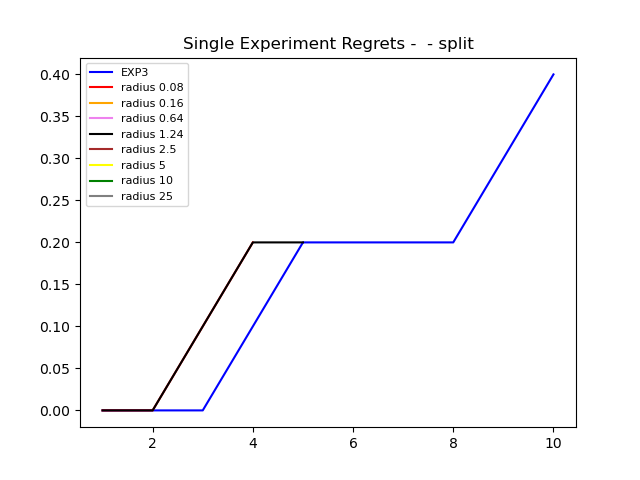 Single Experiment Regrets -  - split
0.40
0.35
0.30
0.25
0.20
0.15
0.10
0.05
0.00
EXP3
radius 0.08
radius 0.16
radius 0.64
radius 1.24
radius 2.5
radius 5
radius 10
radius 25
2 4 6 8 10